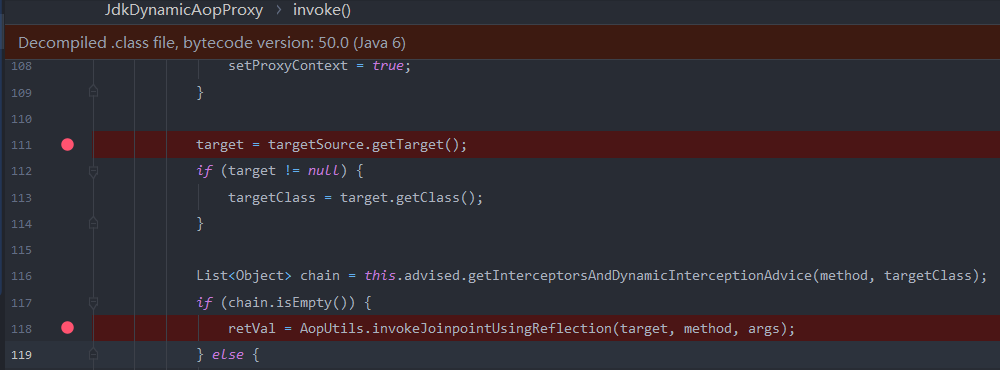 JdkDynamicAopProxy > invoke()
Decompiled .class file, bytecode version: 50.0 (Java 6)
108 setProxyContext = true;
109 }
110
111 target = targetSource.getTarget();
112 if (target != null) {
113 targetClass = target.getClass();
114 }
115
116 List<Object> chain = this.advised.getInterceptorsAndDynamicInterceptionAdvice(method, targetClass);
117 if (chain.isEmpty()) {
118 retVal = AopUtils.invokeJoinpointUsingReflection(target, method, args);
119 } else {